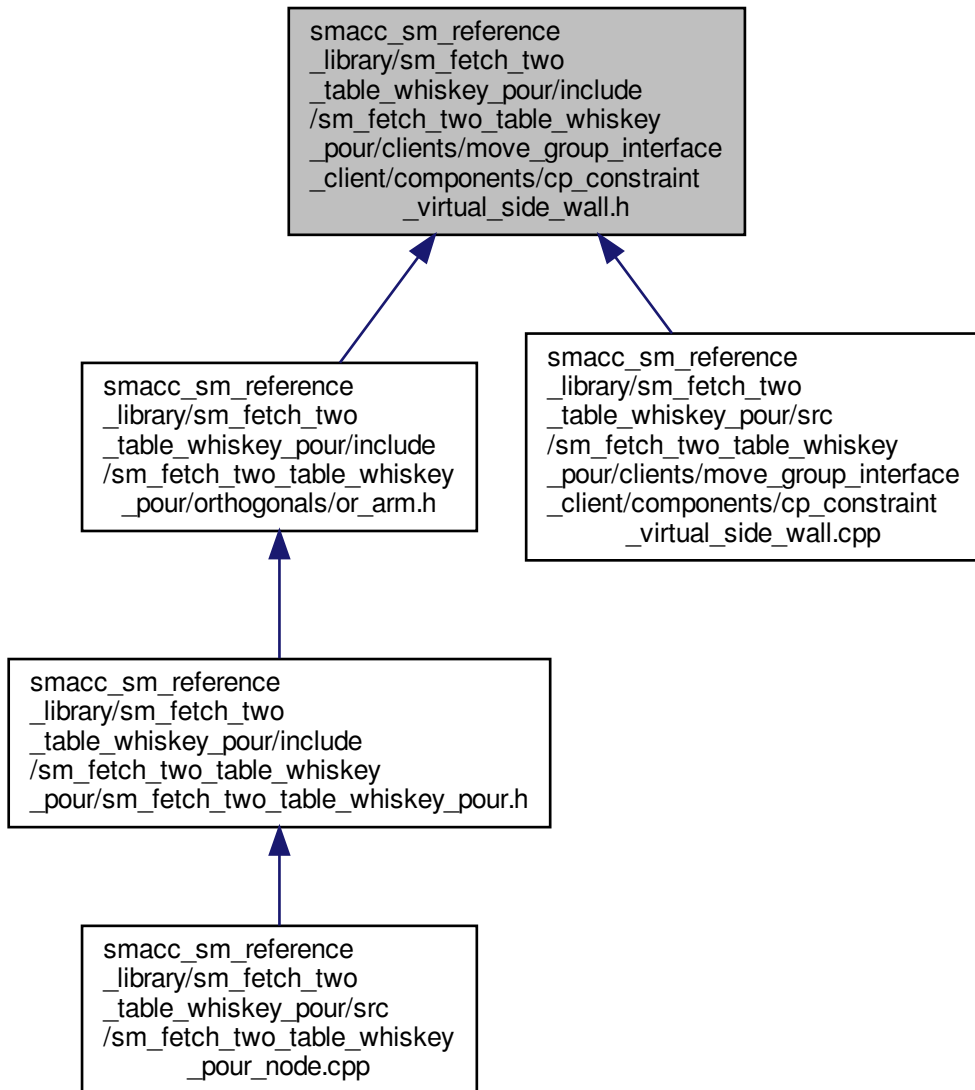 smacc_sm_reference
_library/sm_fetch_two
_table_whiskey_pour/include
/sm_fetch_two_table_whiskey
_pour/clients/move_group_interface
_client/components/cp_constraint
_virtual_side_wall.h
smacc_sm_reference
_library/sm_fetch_two
_table_whiskey_pour/include
/sm_fetch_two_table_whiskey
_pour/orthogonals/or_arm.h
smacc_sm_reference
_library/sm_fetch_two
_table_whiskey_pour/src
/sm_fetch_two_table_whiskey
_pour/clients/move_group_interface
_client/components/cp_constraint
_virtual_side_wall.cpp
smacc_sm_reference
_library/sm_fetch_two
_table_whiskey_pour/include
/sm_fetch_two_table_whiskey
_pour/sm_fetch_two_table_whiskey_pour.h
smacc_sm_reference
_library/sm_fetch_two
_table_whiskey_pour/src
/sm_fetch_two_table_whiskey
_pour_node.cpp